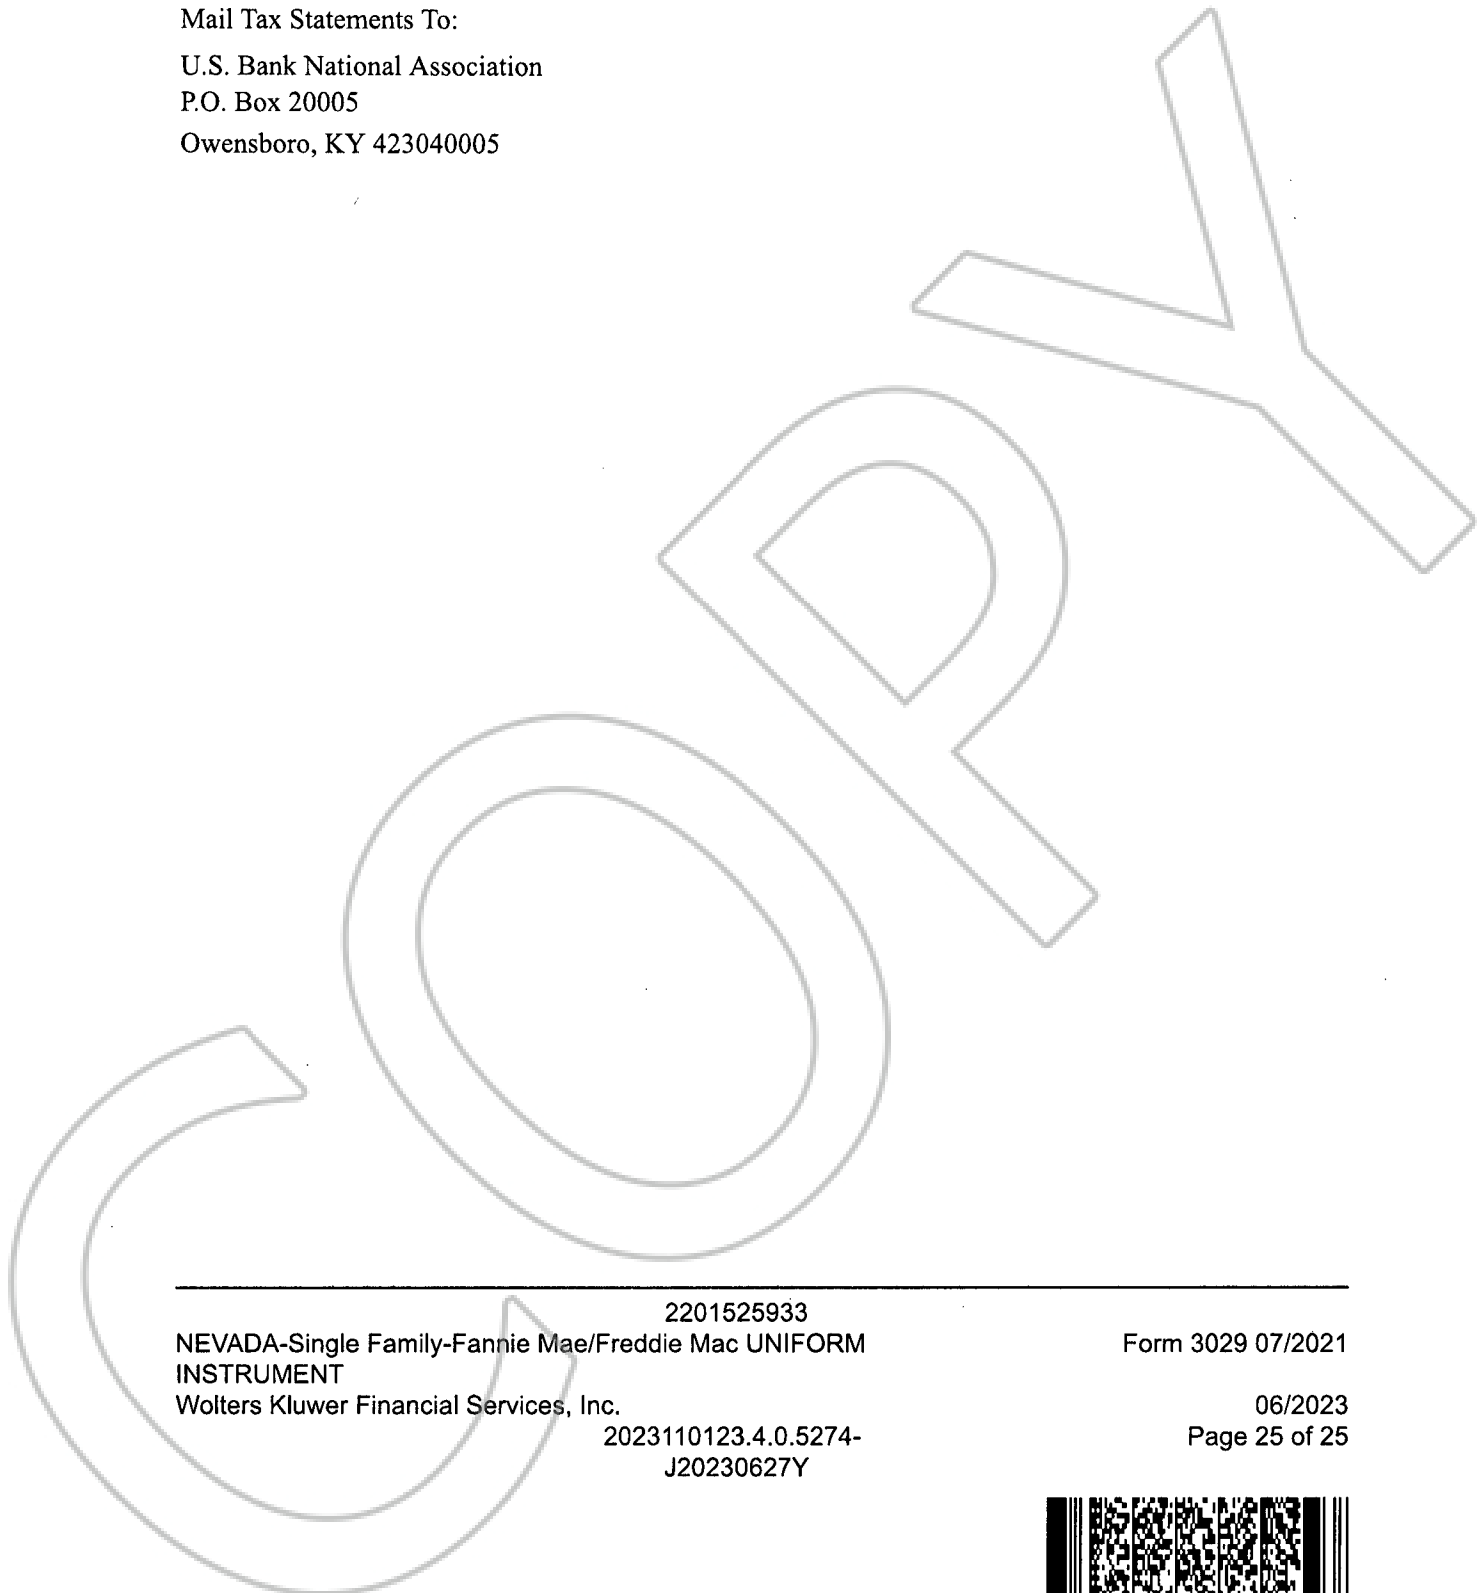 Mail Tax Statements To:
U.S. Bank National Association
P.O. Box 20005
Owensboro, KY 423040005
COPY
2201525933
NEVADA-Single Family-Fannie Mae/Freddie Mac UNIFORM INSTRUMENT
Form 3029 07/2021
Wolters Kluwer Financial Services, Inc.
06/2023
2023110123.4.0.5274-J20230627Y
Page 25 of 25